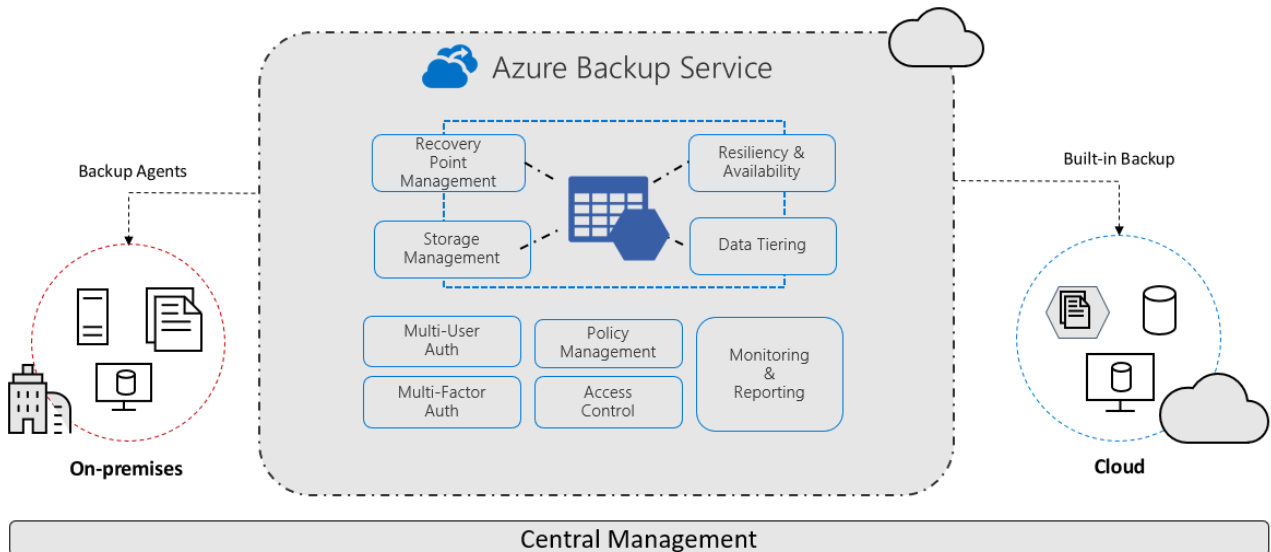 Azure Backup Service
Backup Agents
Built-in Backup
Recovery
Point
Management
Resiliency &
Availability
Storage
Management
Data Tiering
Multi-User
Auth
Policy
Management
Monitoring
&
Reporting
Multi-Factor
Auth
Access
Control
On-premises
Cloud
Central Management